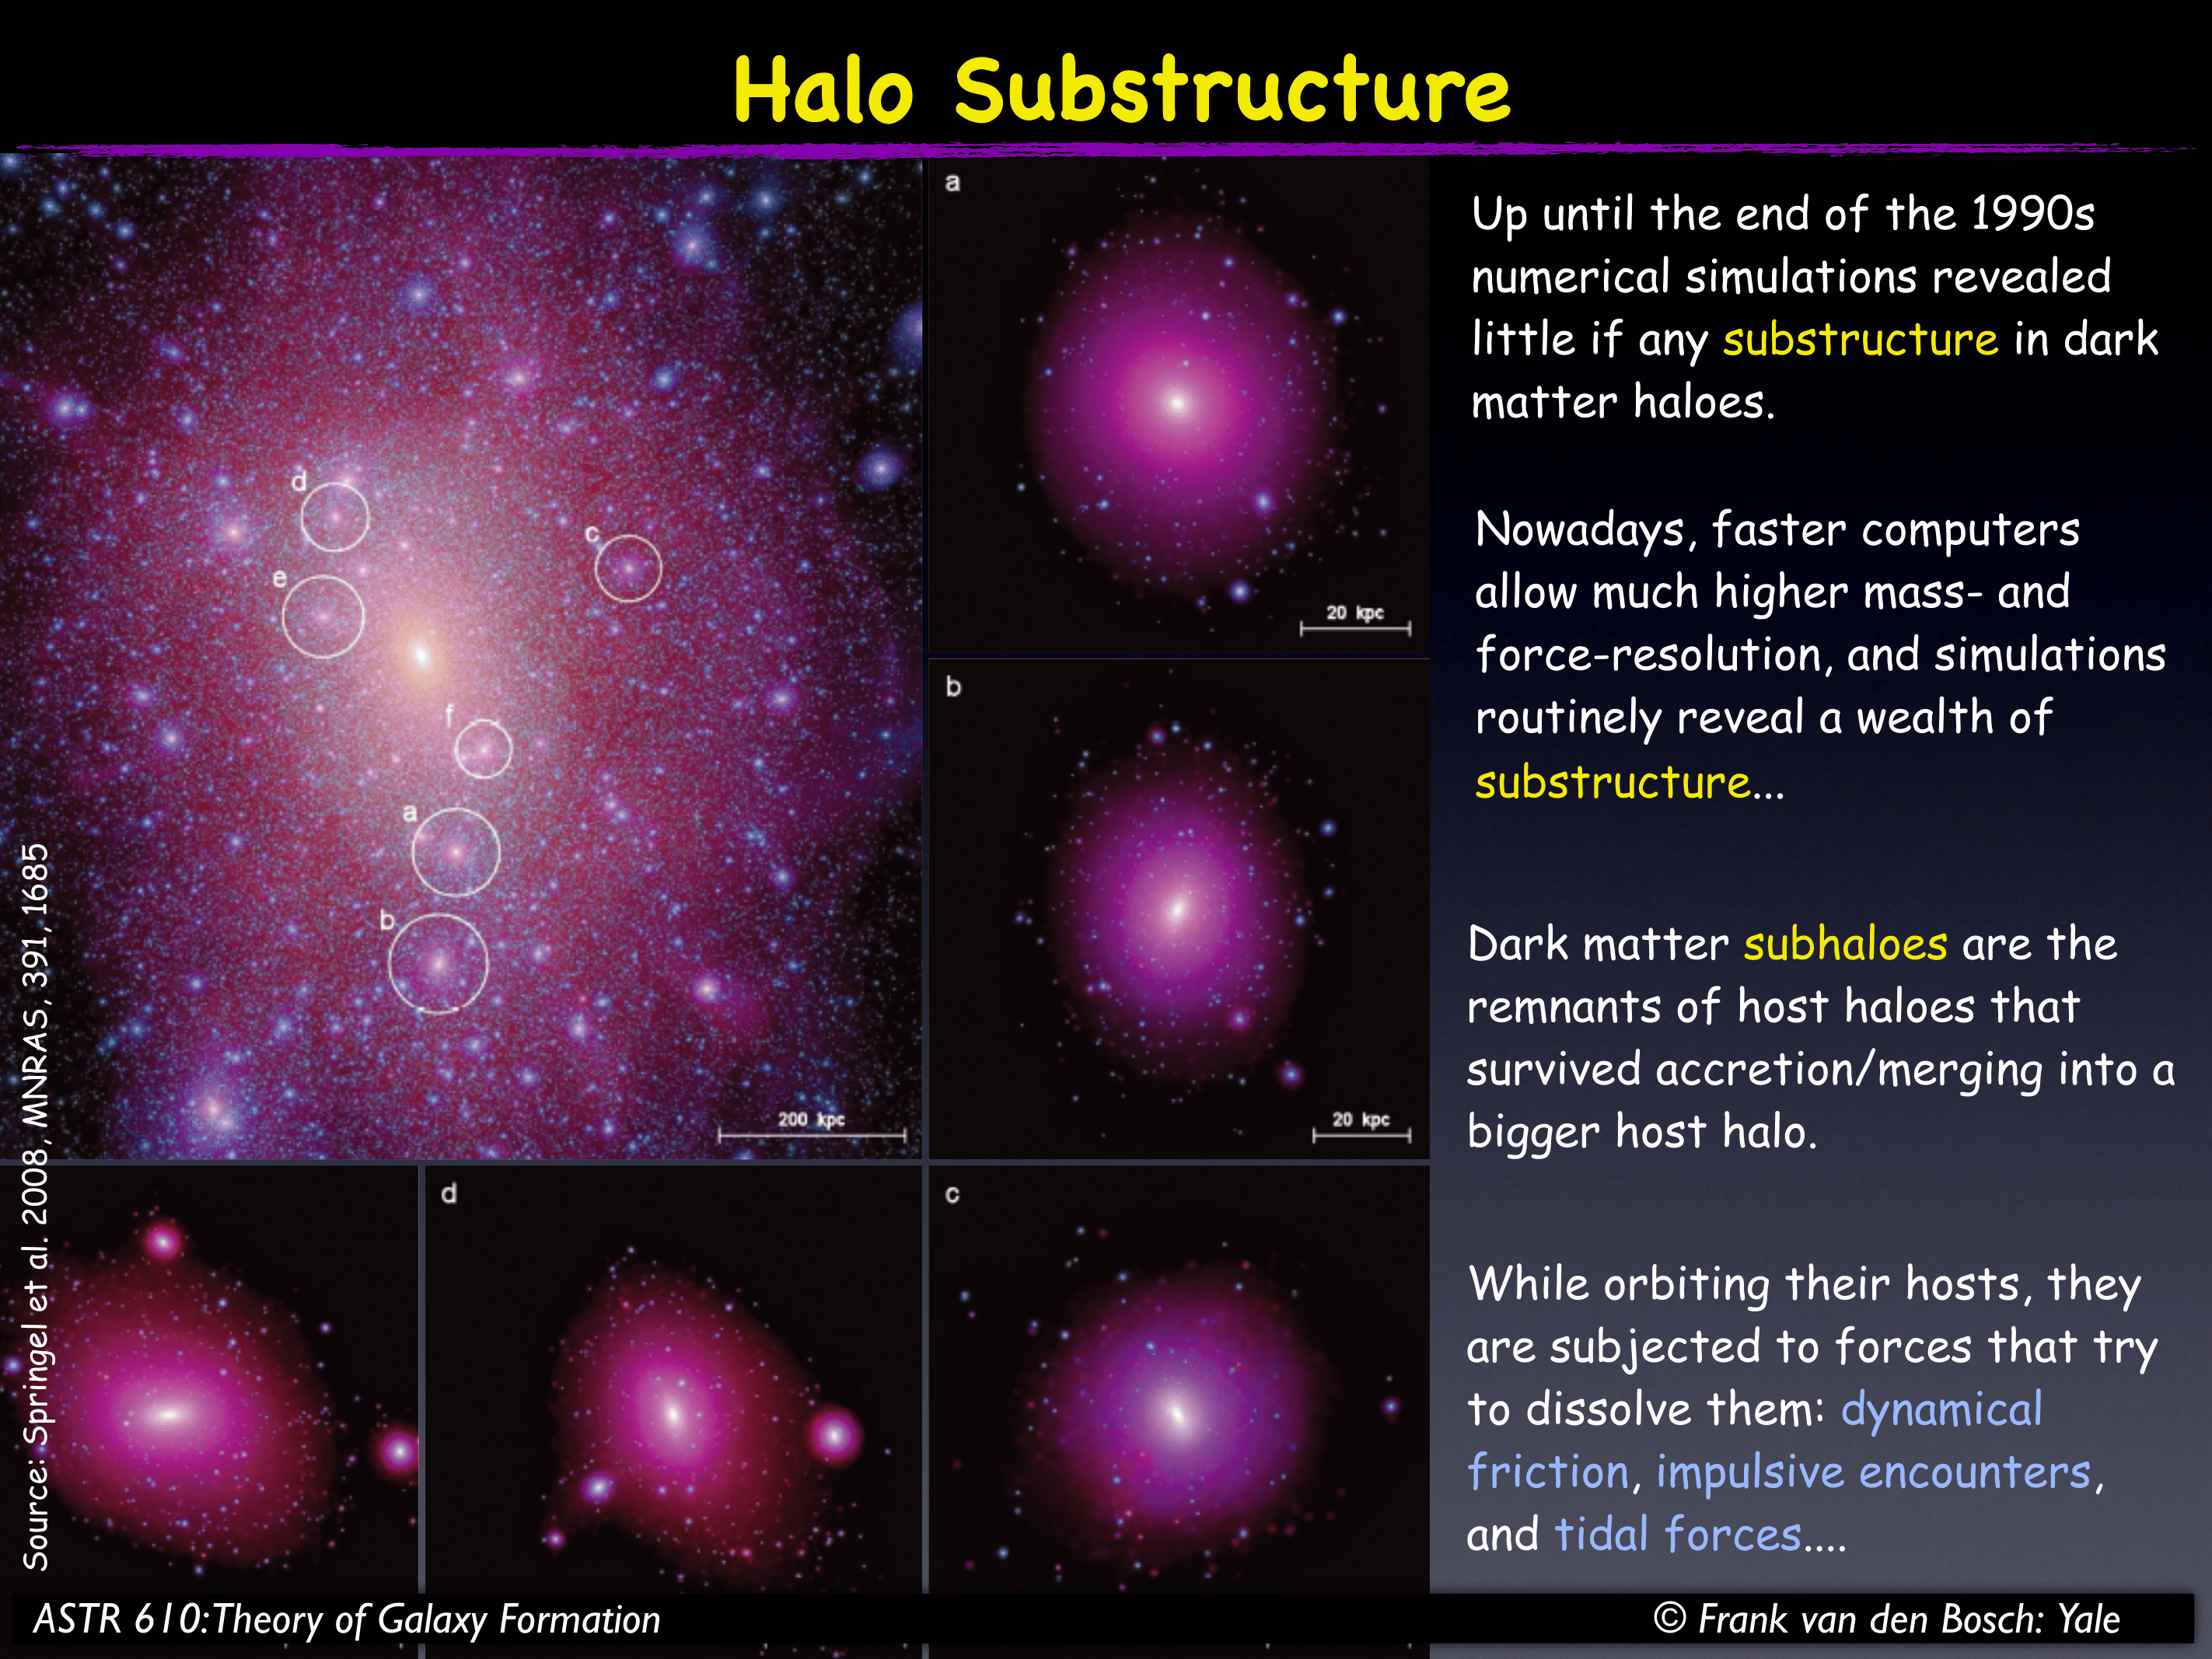 Halo Substructure
Up until the end of the 1990s
numerical simulations revealed
little if any substructure in dark
matter haloes.
Nowadays, faster computers
allow much higher mass- and
force-resolution, and simulations
routinely reveal a wealth of
substructure...
Dark matter subhaloes are the
remnants of host haloes that
survived accretion/merging into a
bigger host halo.
While orbiting their hosts, they
are subjected to forces that try
to dissolve them: dynamical
friction, impulsive encounters,
and tidal forces....
d
c
e
f
a
b
200 kpc
a
20 kpc
b
20 kpc
d
c
Source: Springel et al. 2008, MNRAS, 391, 1685
ASTR 610:Theory of Galaxy Formation
© Frank van den Bosch: Yale